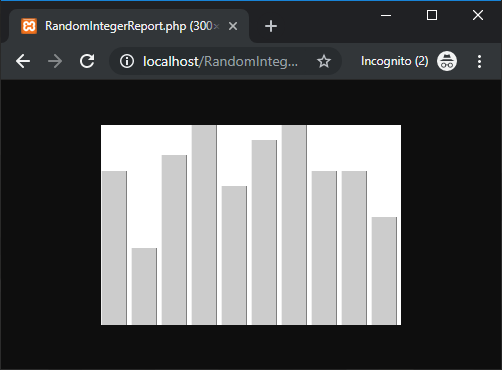 RandomIntegerReport.php (300×
localhost/RandomInteg...
Incognito (2)